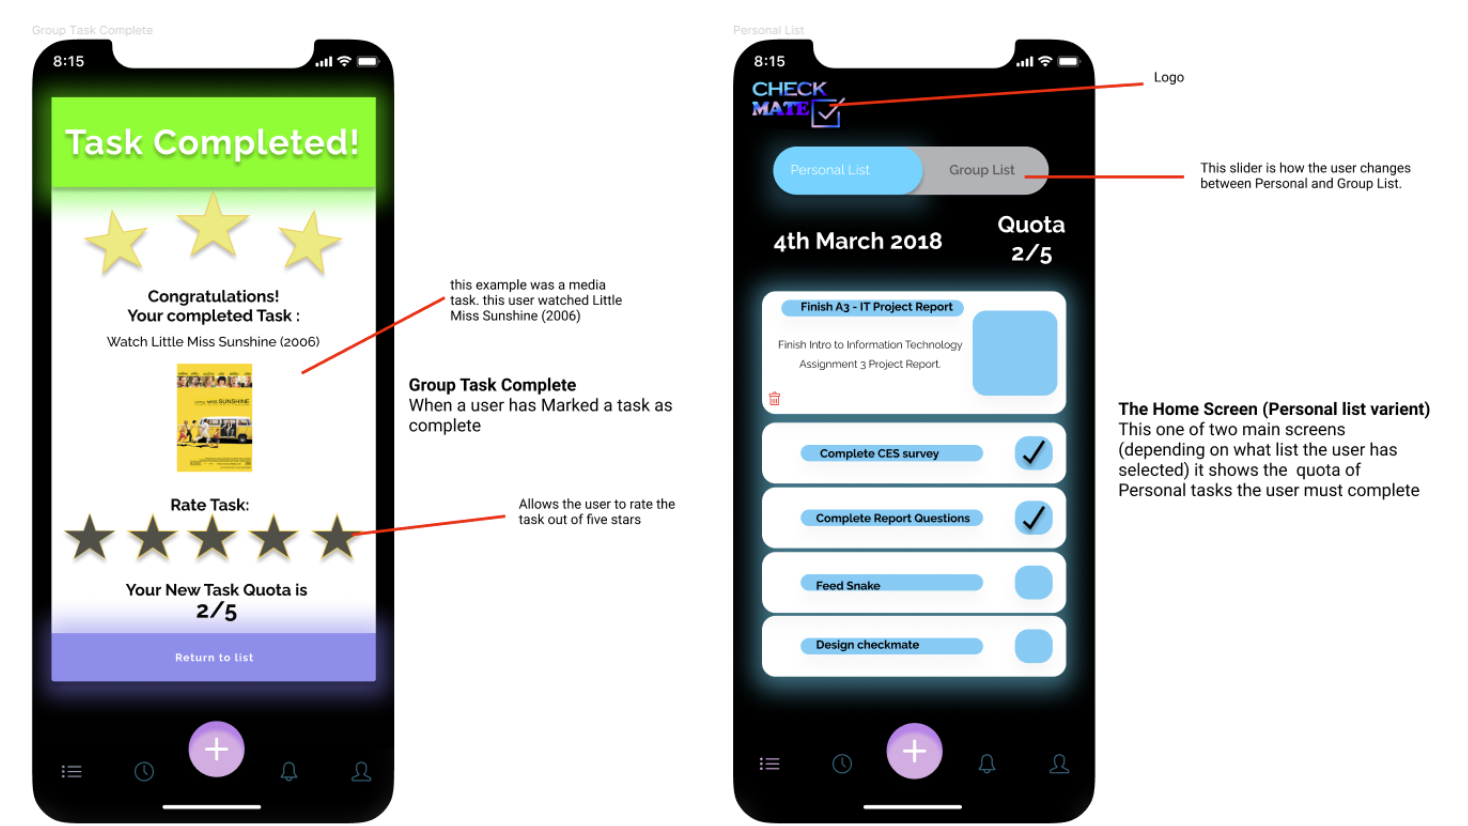 Group Task Complete
8:15
Task Completed!
Congratulations!
Your completed Task :
Watch Little Miss Sunshine (2006)
LITTLE MISS SUNSHINE
Rate Task:
Your New Task Quota is
2/5
Return to list
this example was a media
task. this user watched Little
Miss Sunshine (2006)
Group Task Complete
When a user has Marked a task as
complete
Allows the user to rate the
task out of five stars
Personal List
8:15
CHECK
MATE
Personal List
Group List
4th March 2018
Quota
2/5
Finish A3 - IT Project Report
Finish Intro to Information Technology
Assignment 3 Project Report.
Complete CES survey
Complete Report Questions
Feed Snake
Design checkmate
Logo
This slider is how the user changes
between Personal and Group List.
The Home Screen (Personal list varient)
This one of two main screens
(depending on what list the user has
selected) it shows the quota of
Personal tasks the user must complete